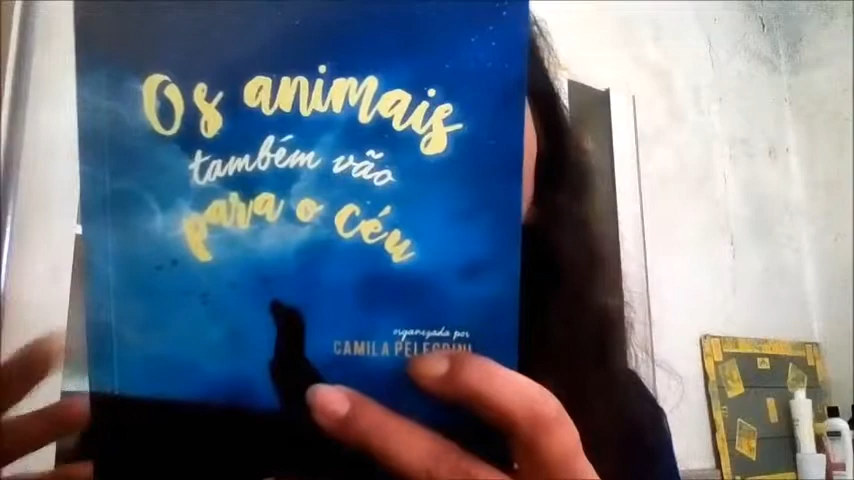 Os animais
também vão
para o céu
organizada por
CAMILA PELEGRINI